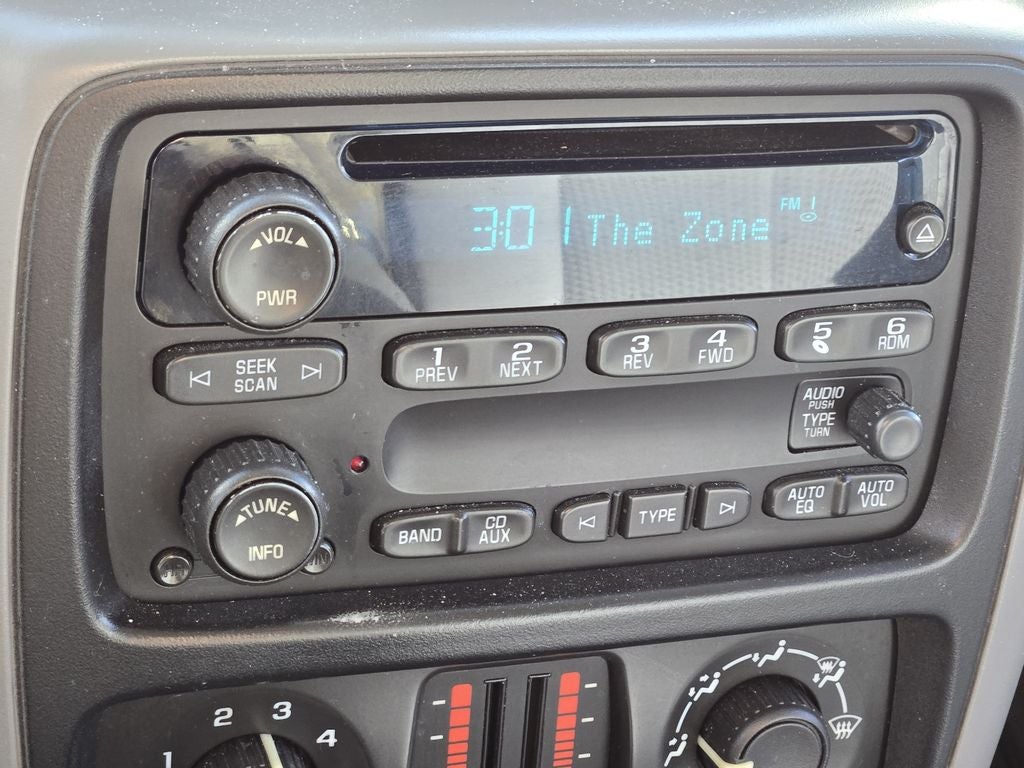 FM 1
3:01 The Zone
VOL
PWR
SEEK
SCAN
1
PREV
2
NEXT
3
REV
4
FWD
5
6
RDM
AUDIO
PUSH
TYPE
TURN
TUNE
INFO
BAND
CD
AUX
TYPE
AUTO
EQ
AUTO
VOL
1
2
3
4